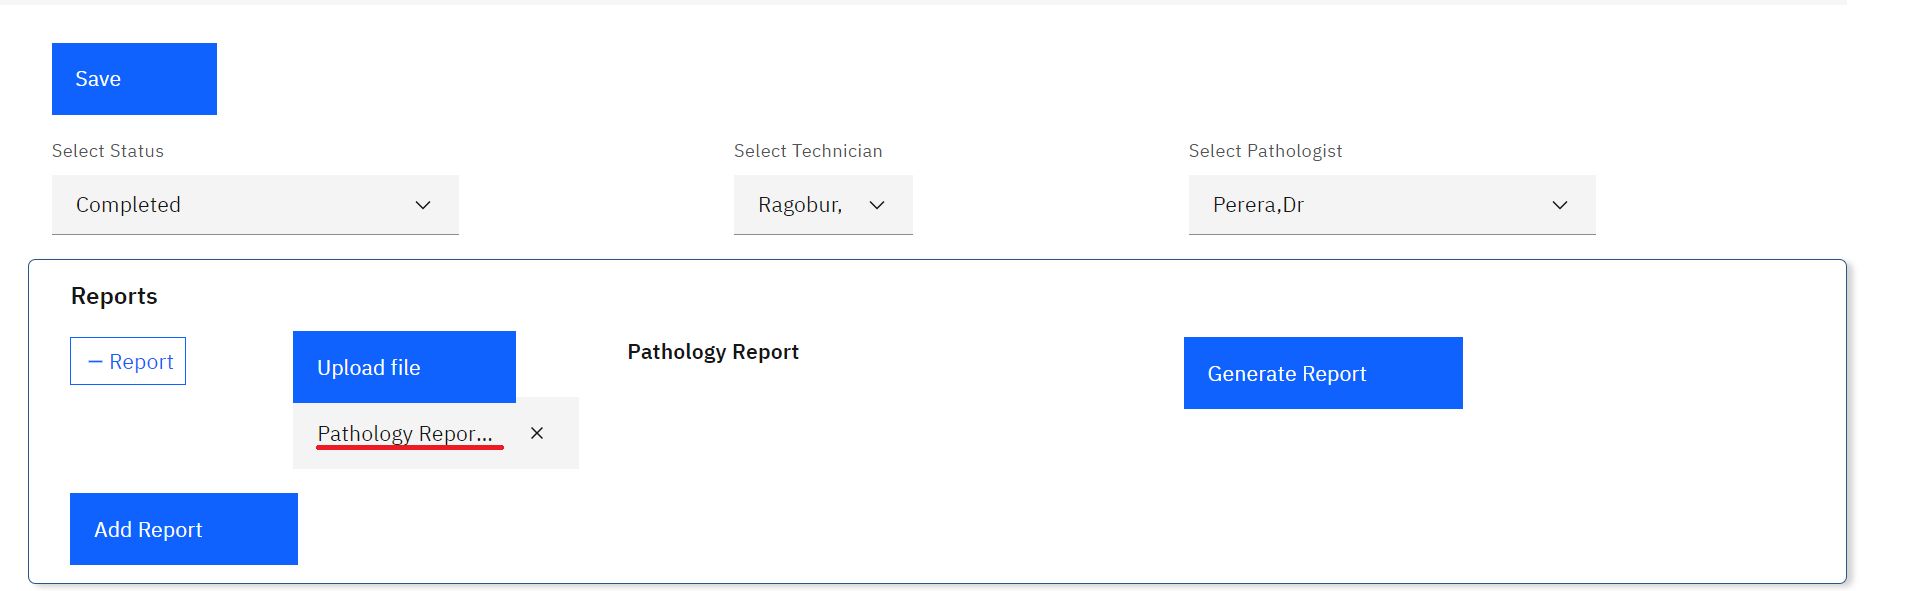 Save
Select Status
Select Technician
Select Pathologist
Completed
Ragobur,
Perera,Dr
Reports
Report
Upload file
Pathology Report
Generate Report
Pathology Repor...
Add Report